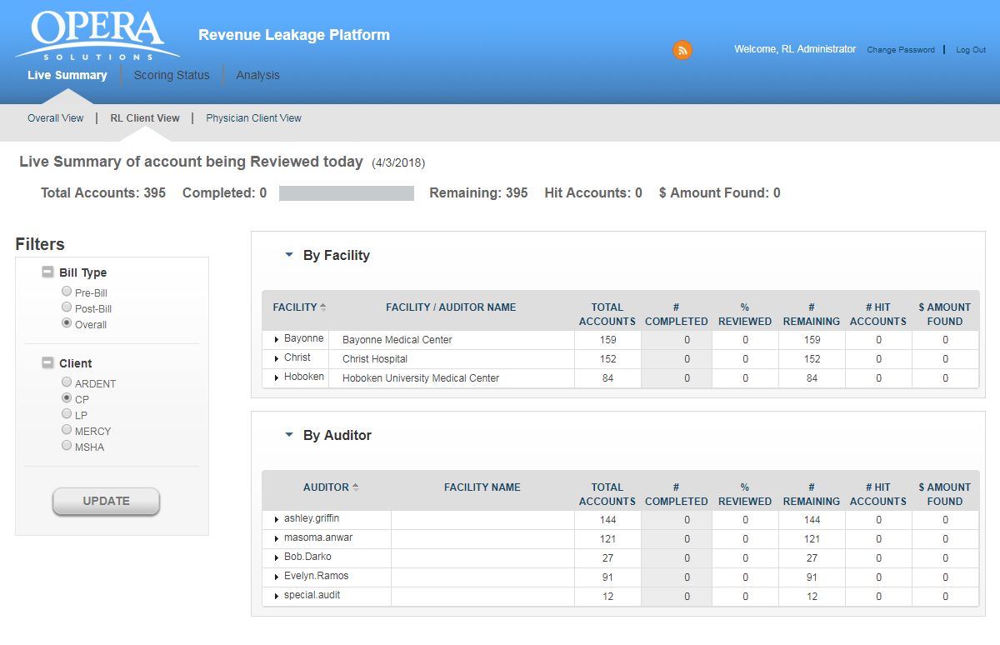 OPERA
SOLUTIONS
Revenue Leakage Platform
Welcome, RL Administrator Change Password | Log Out
Live Summary Scoring Status Analysis
Overall View | RL Client View | Physician Client View
Live Summary of account being Reviewed today (4/3/2018)
Total Accounts: 395 Completed: 0 Remaining: 395 Hit Accounts: 0 $ Amount Found: 0
Filters
Bill Type
Pre-Bill
Post-Bill
Overall
Client
ARDENT
CP
LP
MERCY
MSHA
UPDATE
By Facility
FACILITY FACILITY / AUDITOR NAME TOTAL ACCOUNTS # COMPLETED % REVIEWED # REMAINING # HIT ACCOUNTS $ AMOUNT FOUND
Bayonne Bayonne Medical Center 159 0 0 159 0 0
Christ Christ Hospital 152 0 0 152 0 0
Hoboken Hoboken University Medical Center 84 0 0 84 0 0
By Auditor
AUDITOR FACILITY NAME TOTAL ACCOUNTS # COMPLETED % REVIEWED # REMAINING # HIT ACCOUNTS $ AMOUNT FOUND
ashley.griffin 144 0 0 144 0 0
masoma.anwar 121 0 0 121 0 0
Bob.Darko 27 0 0 27 0 0
Evelyn.Ramos 91 0 0 91 0 0
special.audit 12 0 0 12 0 0